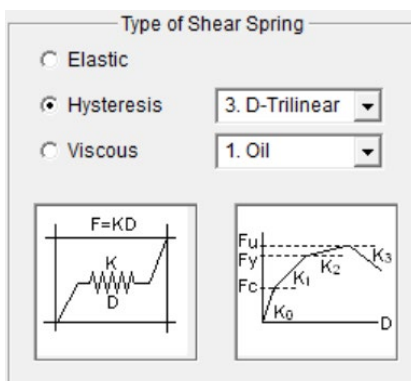 Type of Shear Spring
Elastic
Hysteresis
3. D-Trilinear
Viscous
1. Oil
F=KD
K
D
Fu
Fy
Fc
K0
K1
K2
K3
D